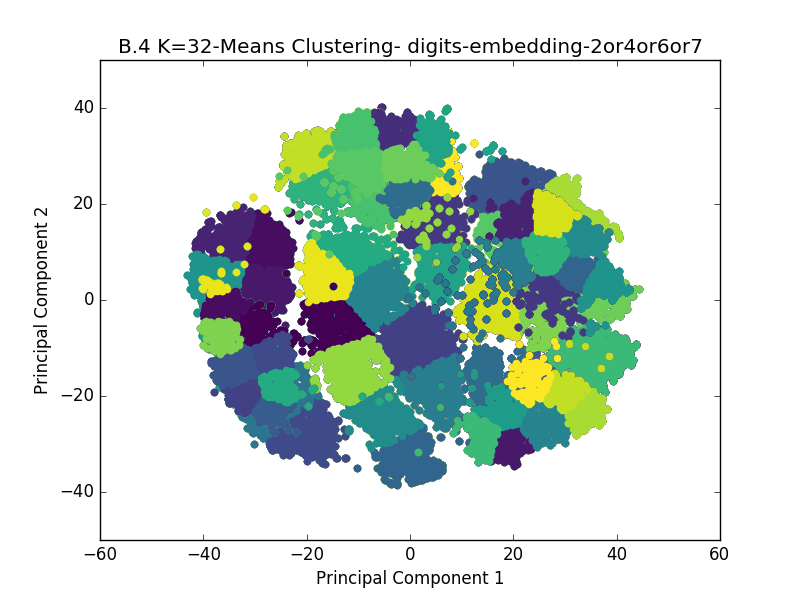 B.4 K=32-Means Clustering- digits-embedding-2or4or6or7
Principal Component 2
40
20
0
−20
−40
−60 −40 −20 0 20 40 60
Principal Component 1